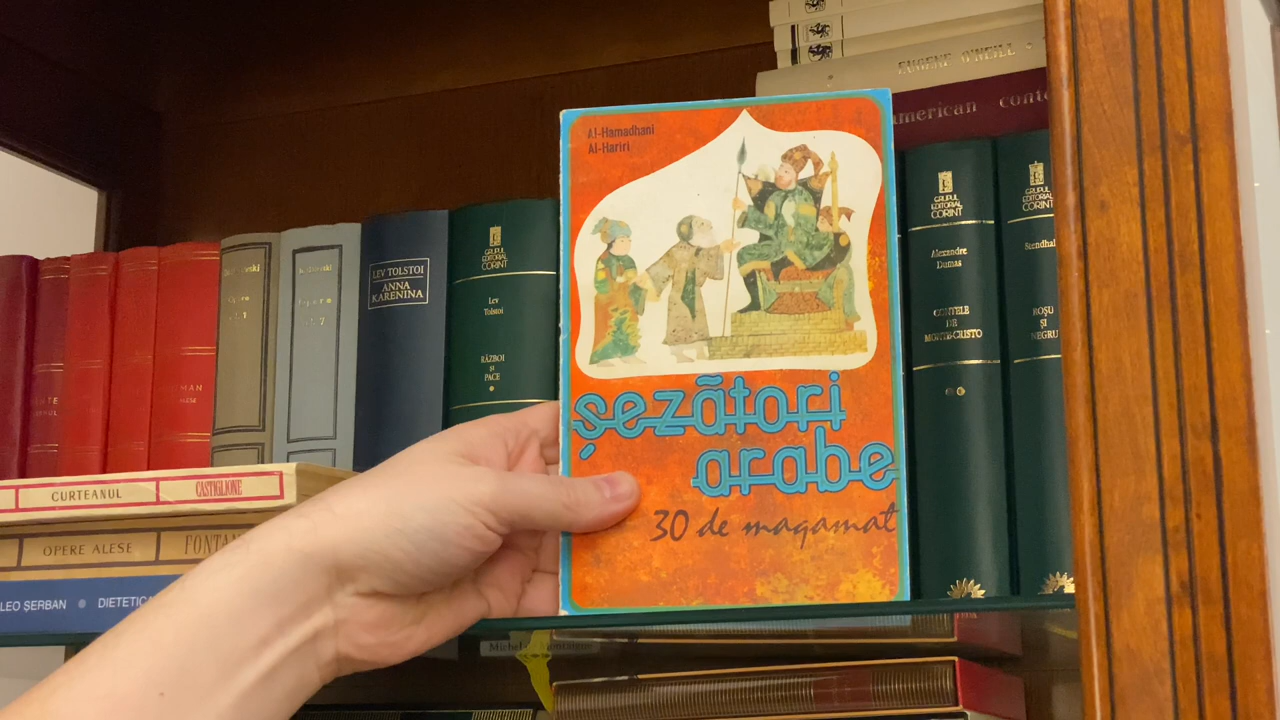 Al-Hamadhani
Al-Hariri
șezători
arabe
30 de maqamat
EUGENE O'NEILL
american
LEV TOLSTOI
ANNA
KARENINA
GRUPUL
EDITORIAL
CORINT
Lev
Tolstoi
RĂZBOI
ȘI
PACE
GRUPUL
EDITORIAL
CORINT
Alexandre
Dumas
CONTELE
DE
MONTE-CRISTO
GRUPUL
EDITORIAL
CORINT
Stendhal
ROȘU
ȘI
NEGRU
CURTEANUL
CASTIGLIONE
OPERE ALESE
LEO ȘERBAN